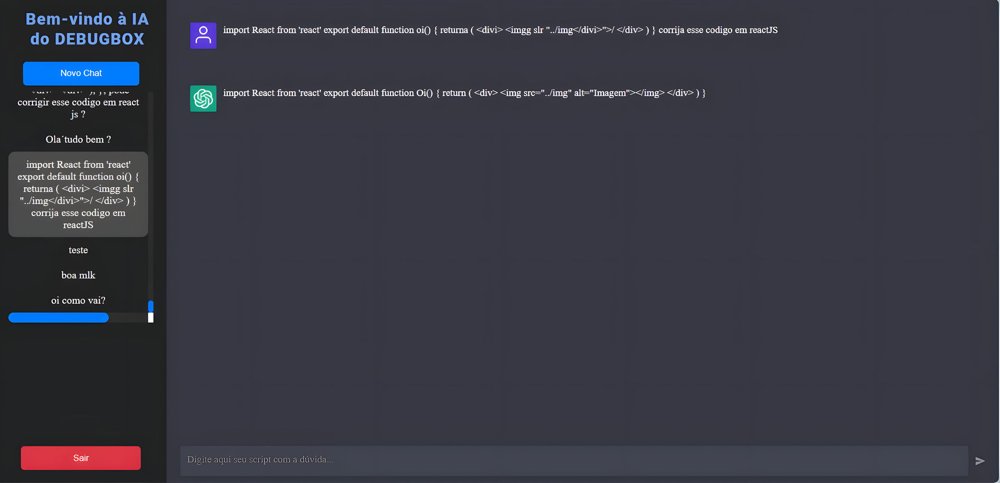 Bem-vindo à IA
do DEBUGBOX
Novo Chat
corrigir esse codigo em react
js ?
Ola´tudo bem ?
import React from 'react'
export default function oi() {
returna ( <divi> <imgg slr
"../img</divi>">/ </div> ) }
corrija esse codigo em
reactJS
teste
boa mlk
oi como vai?
Sair
import React from 'react' export default function oi() { returna ( <divi> <imgg slr "../img</divi>">/ </div> ) } corrija esse codigo em reactJS
import React from 'react' export default function Oi() { return ( <div> <img src="../img" alt="Imagem"></img> </div> ) }
Digite aqui seu script com a dúvida...